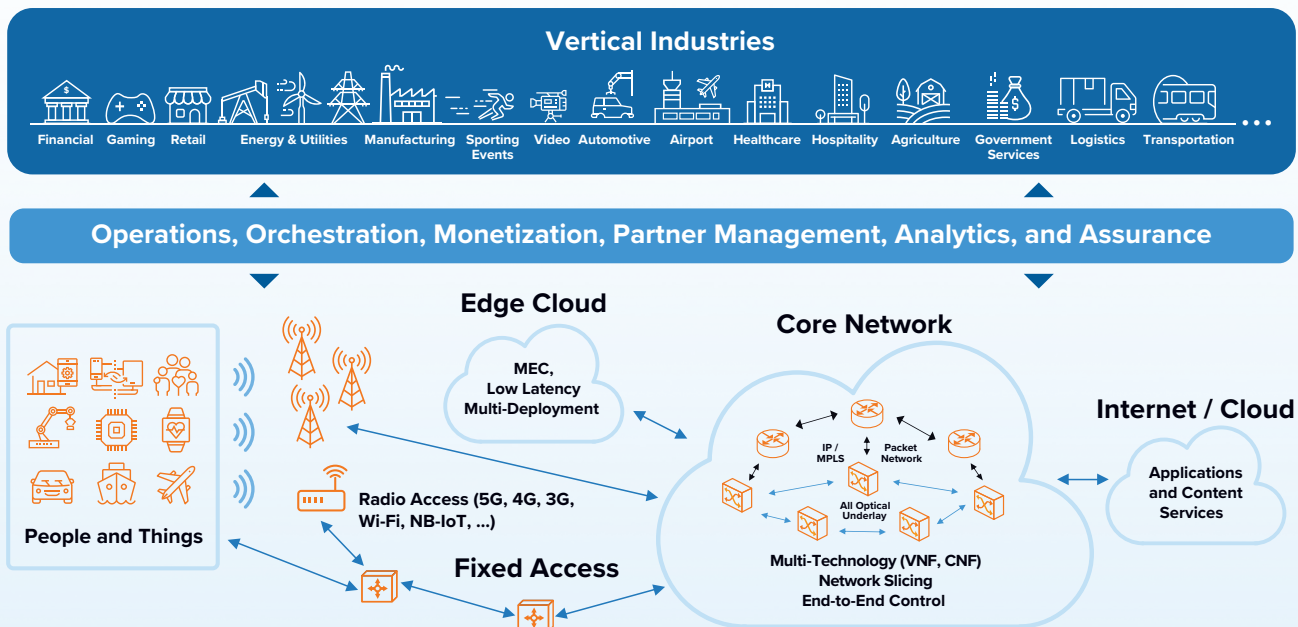 Vertical Industries
Financial
Gaming
Retail
Energy & Utilities
Manufacturing
Sporting
Events
Video
Automotive
Airport
Healthcare
Hospitality
Agriculture
Government
Services
Logistics
Transportation
Operations, Orchestration, Monetization, Partner Management, Analytics, and Assurance
People and Things
Radio Access (5G, 4G, 3G,
Wi-Fi, NB-IoT, ...)
Fixed Access
Edge Cloud
MEC,
Low Latency
Multi-Deployment
Core Network
IP /
MPLS
Packet
Network
All Optical
Underlay
Multi-Technology (VNF, CNF)
Network Slicing
End-to-End Control
Internet / Cloud
Applications
and Content
Services